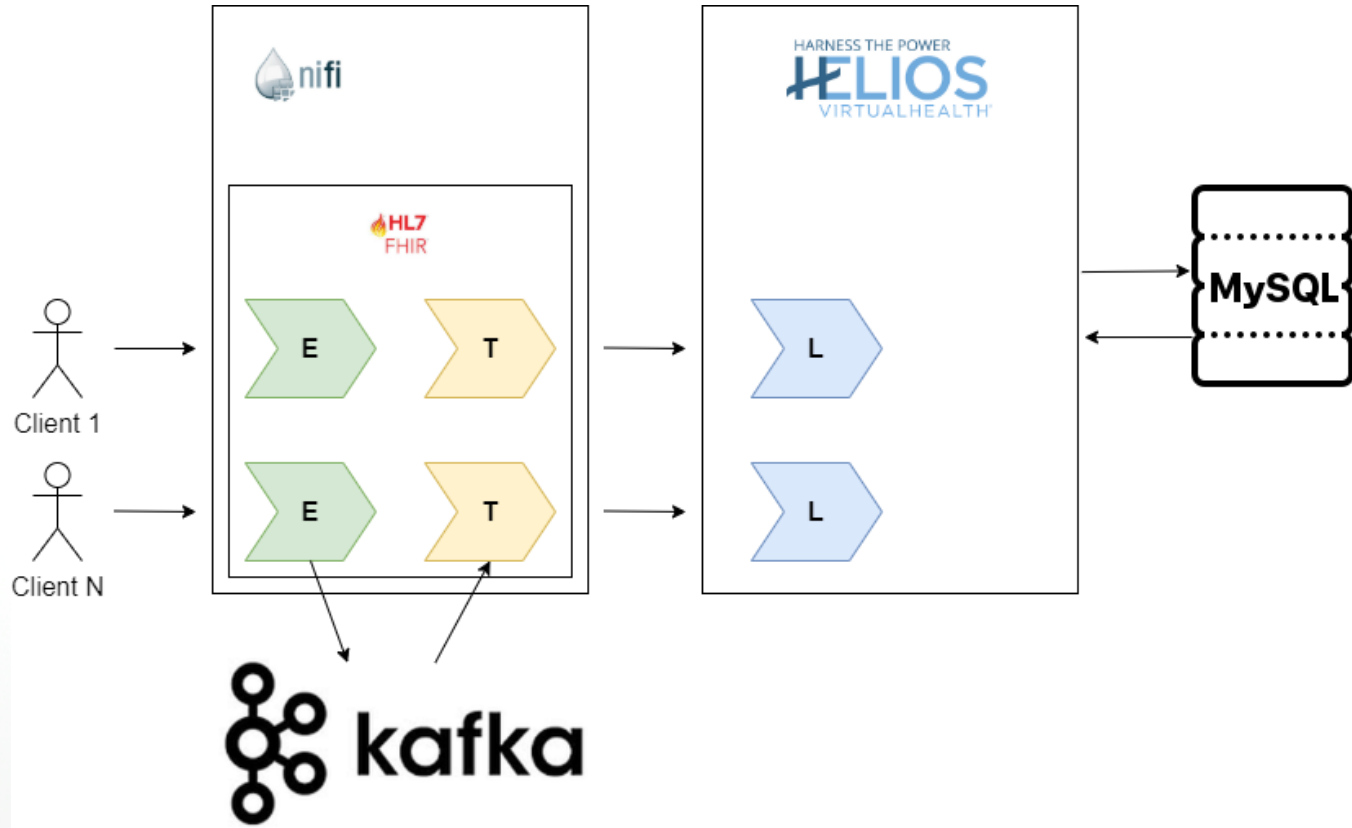 nifi
HARNESS THE POWER
HELIOS
VIRTUALHEALTH
HL7
FHIR
MySQL
E
T
L
Client 1
E
T
L
Client N
kafka